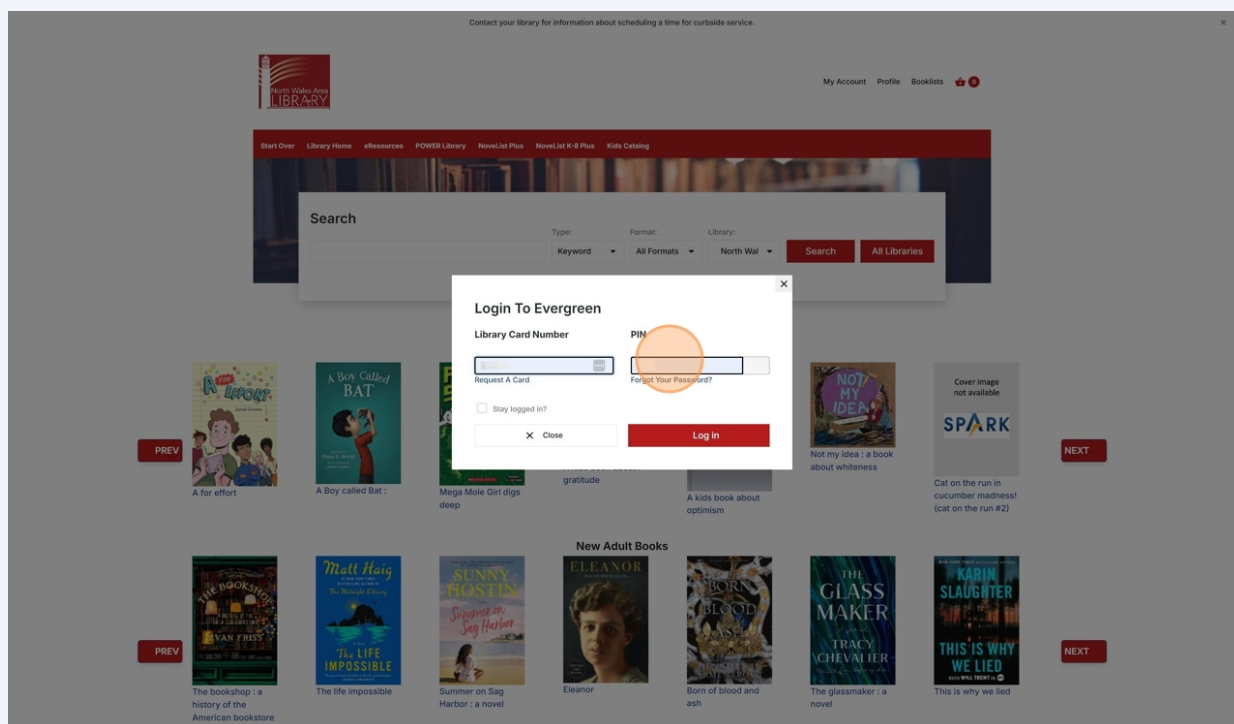 Contact your library for information about scheduling a time for curbside service.
North Wales Area
LIBRARY
My Account Profile Booklists 0
Start Over Library Home eResources POWER Library NoveList Plus NoveList K-8 Plus Kids Catalog
Search
Type: Format: Library:
Keyword All Formats North Wal Search All Libraries
Login To Evergreen
Library Card Number PIN
Request A Card Forgot Your Password?
Stay logged in?
Close Log in
A FOR EFFORT
A Boy Called
BAT
NOT
MY
IDEA
Cover image
not available
SPARK
PREV
NEXT
A for effort
A Boy called Bat :
Mega Mole Girl digs
deep
gratitude
A kids book about
optimism
Not my idea : a book
about whiteness
Cat on the run in
cucumber madness!
(cat on the run #2)
New Adult Books
THE
BOOKSHOP
EVAN FRISS
Matt Haig
The Midnight Library
The LIFE
IMPOSSIBLE
SUNNY
HOSTIN
Summer on
Sag Harbor
ELEANOR
BORN
BLOOD
ASH
THE
GLASS
MAKER
TRACY
CHEVALIER
KARIN
SLAUGHTER
THIS IS WHY
WE LIED
PREV
NEXT
The bookshop : a
history of the
American bookstore
The life impossible
Summer on Sag
Harbor : a novel
Eleanor
Born of blood and
ash
The glassmaker : a
novel
This is why we lied